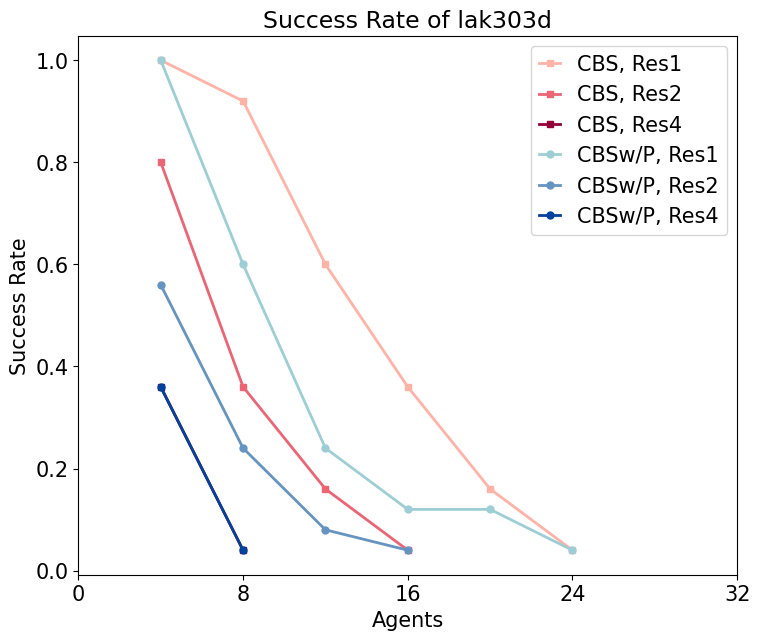 Success Rate of lak303d
1.0
0.8
0.6
0.4
0.2
0.0
Success Rate
0
8
16
24
32
Agents
CBS, Res1
CBS, Res2
CBS, Res4
CBSw/P, Res1
CBSw/P, Res2
CBSw/P, Res4